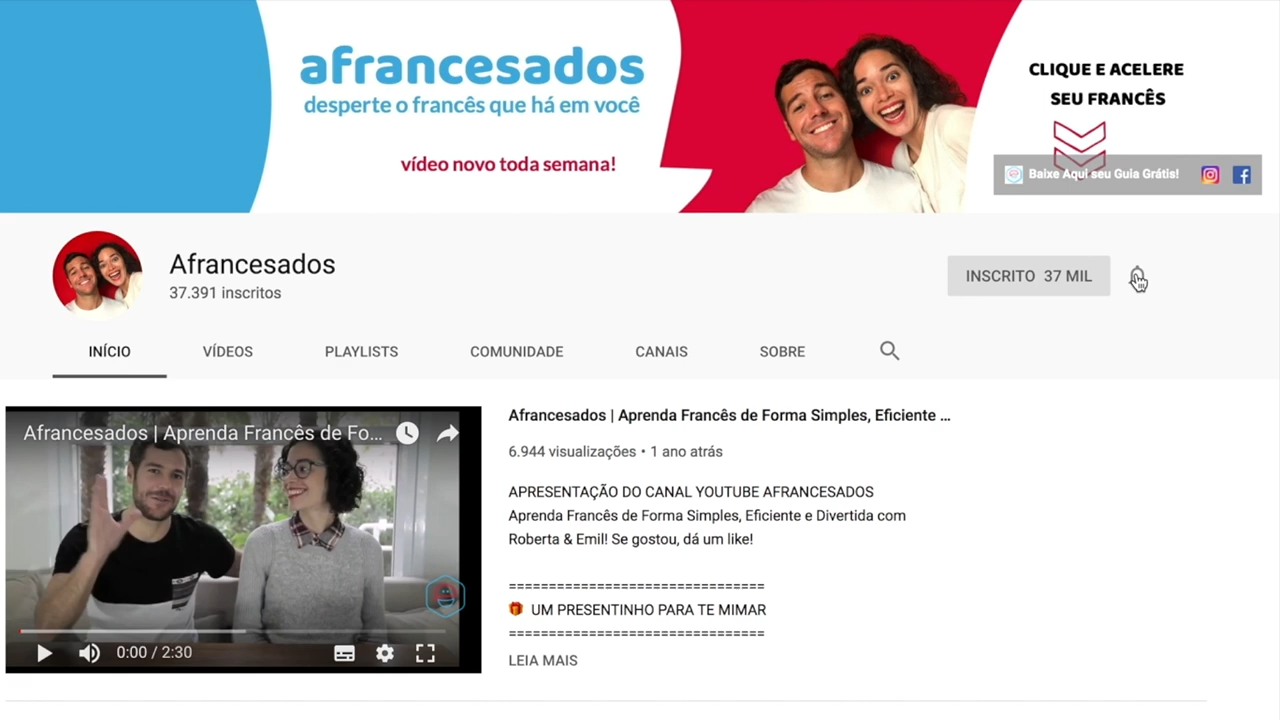 afrancesados
desperte o francês que há em você
vídeo novo toda semana!
CLIQUE E ACELERE
SEU FRANCÊS
Baixe Aqui seu Guia Grátis!
Afrancesados
37.391 inscritos
INSCRITO 37 MIL
INÍCIO VÍDEOS PLAYLISTS COMUNIDADE CANAIS SOBRE
Afrancesados | Aprenda Francês de Fo...
0:00 / 2:30
Afrancesados | Aprenda Francês de Forma Simples, Eficiente ...
6.944 visualizações • 1 ano atrás
APRESENTAÇÃO DO CANAL YOUTUBE AFRANCESADOS
Aprenda Francês de Forma Simples, Eficiente e Divertida com
Roberta & Emil! Se gostou, dá um like!
================================
🎁 UM PRESENTINHO PARA TE MIMAR
================================
LEIA MAIS